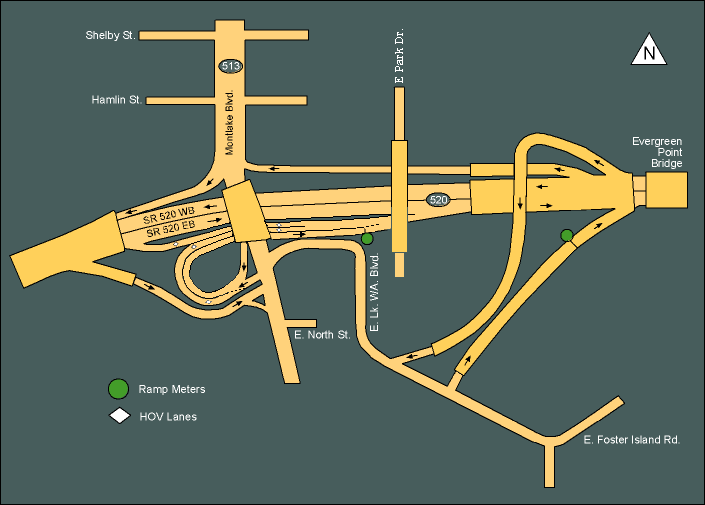 Shelby St.
513
E Park Dr.
N
Hamlin St.
Montlake Blvd.
Evergreen
Point
Bridge
SR 520 WB
SR 520 EB
520
E. Lk. WA. Blvd.
E. North St.
Ramp Meters
HOV Lanes
E. Foster Island Rd.